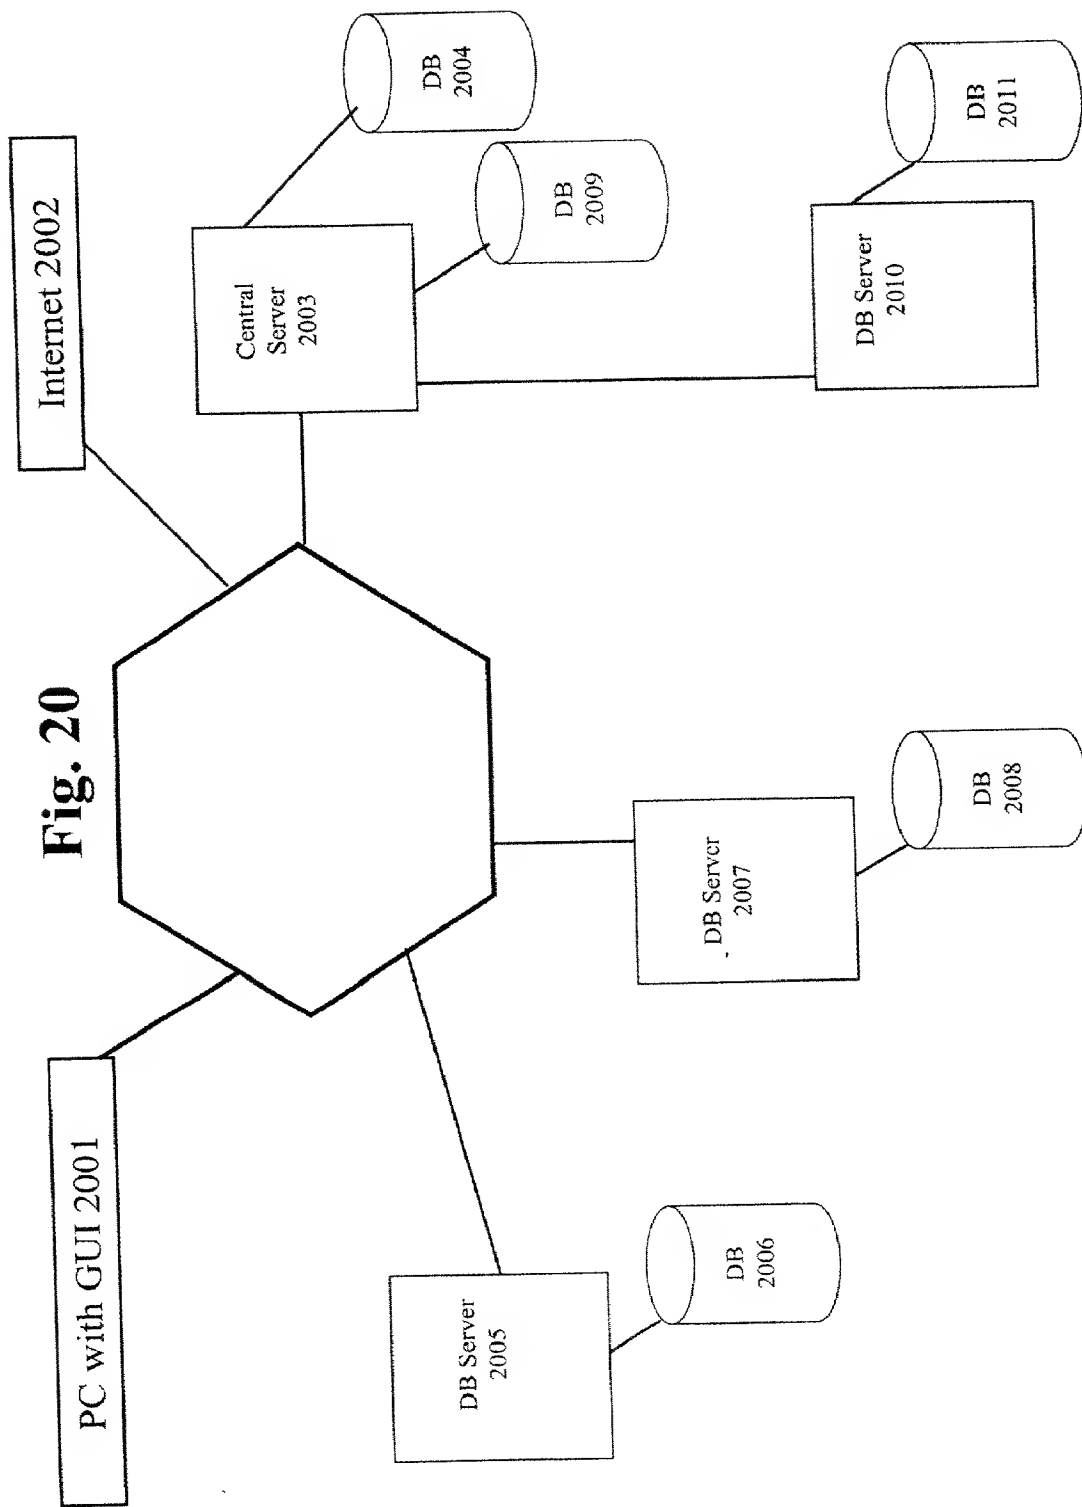 Fig. 20
PC with GUI 2001
Internet 2002
Central
Server
2003
DB
2004
DB Server
2005
DB
2009
DB Server
2007
DB
2006
DB Server
2010
DB
2008
DB
2011